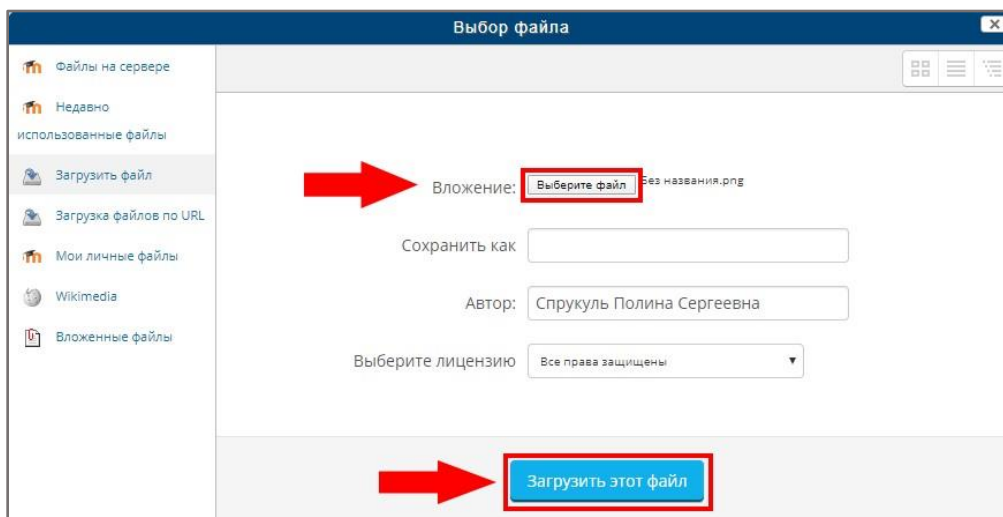 Выбор файла
Файлы на сервере
Недавно
использованные файлы
Загрузить файл
Загрузка файлов по URL
Мои личные файлы
Wikimedia
Вложенные файлы
Вложение: Выберите файл Без названия.png
Сохранить как
Автор: Спрукуль Полина Сергеевна
Выберите лицензию Все права защищены
Загрузить этот файл